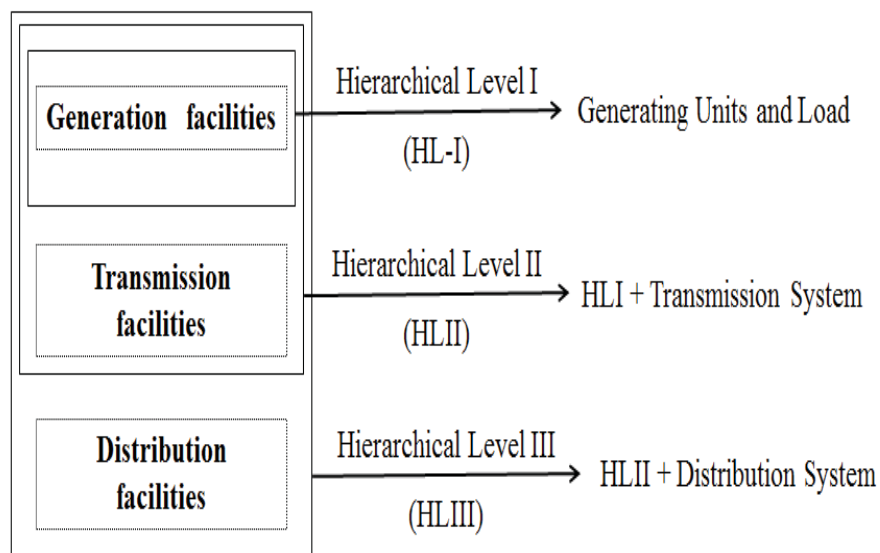 Generation facilities
Hierarchical Level I
(HL-I)
Generating Units and Load
Transmission
facilities
Hierarchical Level II
(HLII)
HLI + Transmission System
Distribution
facilities
Hierarchical Level III
(HLIII)
HLII + Distribution System